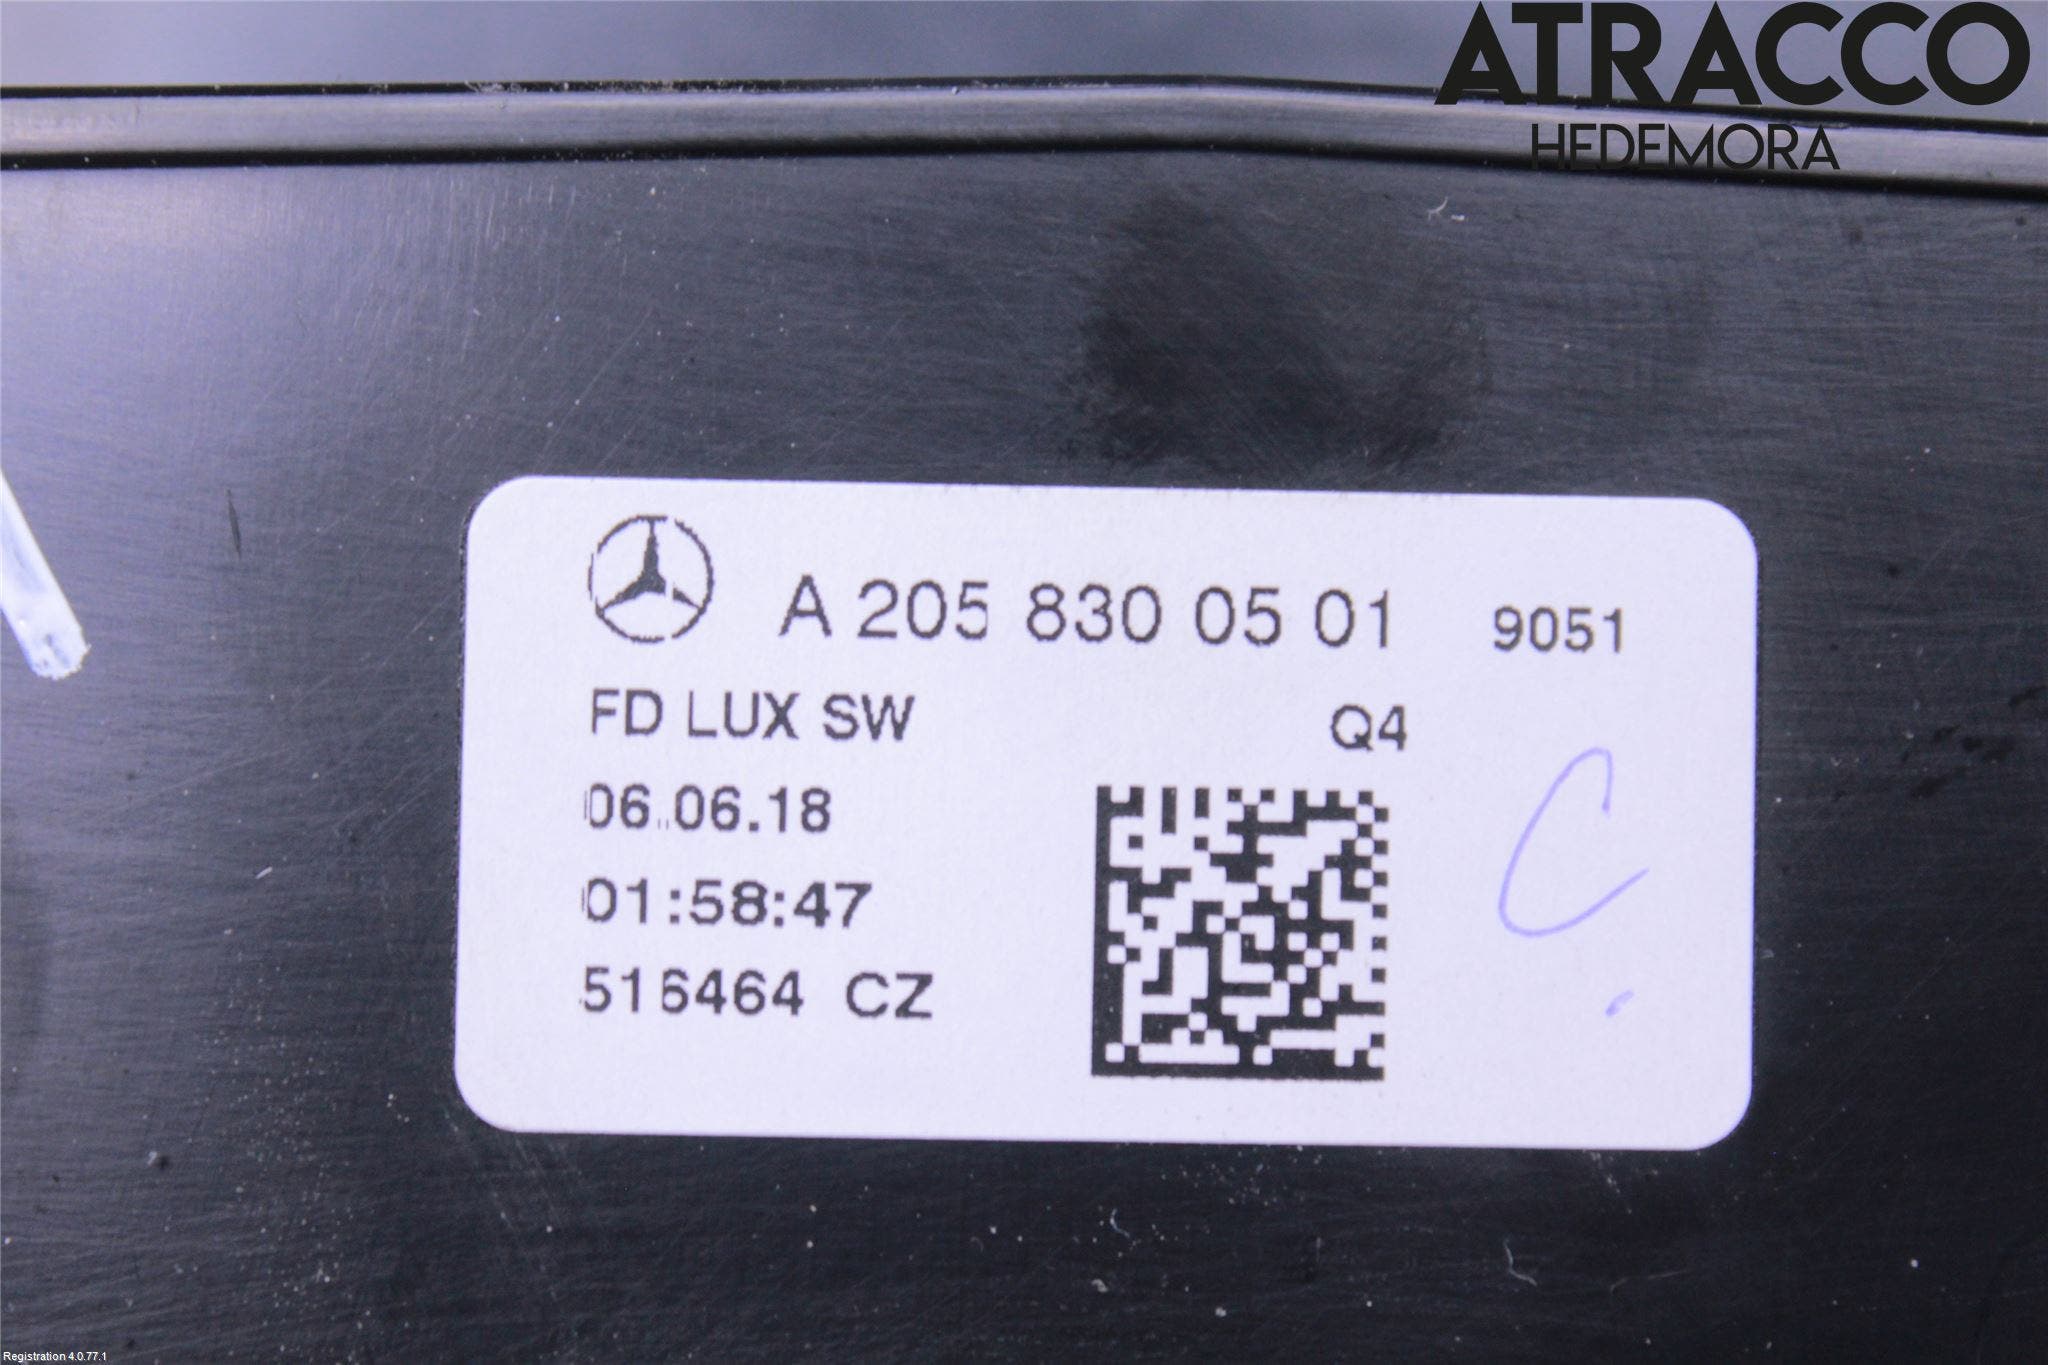 ATRACCO
HEDEMORA
A 205 830 05 01 9051
FD LUX SW Q4
06.06.18
01:58:47
516464 CZ
C.
Registration 4.0.77.1